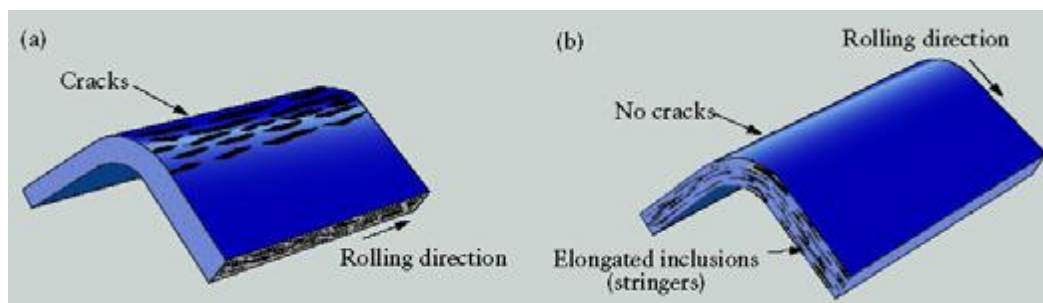 (a)
Cracks
Rolling direction
(b)
Rolling direction
No cracks
Elongated inclusions
(stringers)